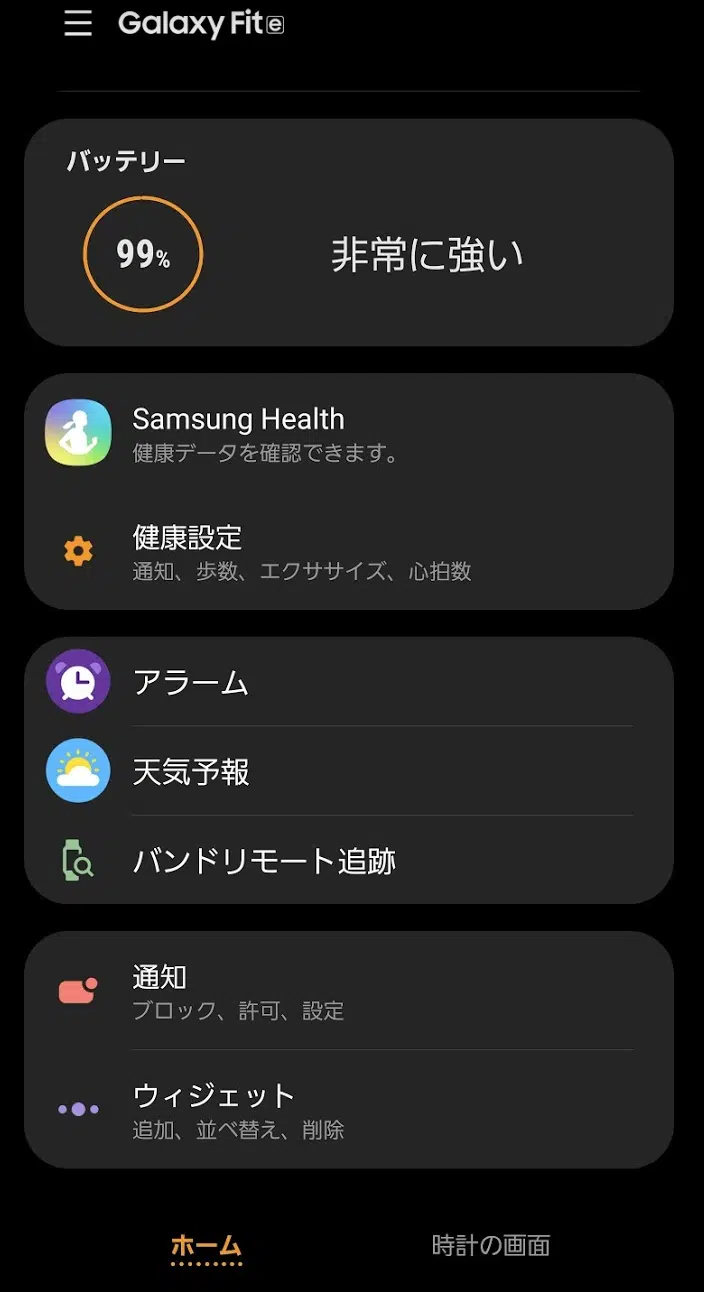 Galaxy Fit e
バッテリー
99%
非常に強い
Samsung Health
健康データを確認できます。
健康設定
通知、歩数、エクササイズ、心拍数
アラーム
天気予報
バンドリモート追跡
通知
ブロック、許可、設定
ウィジェット
追加、並べ替え、削除
ホーム
時計の画面